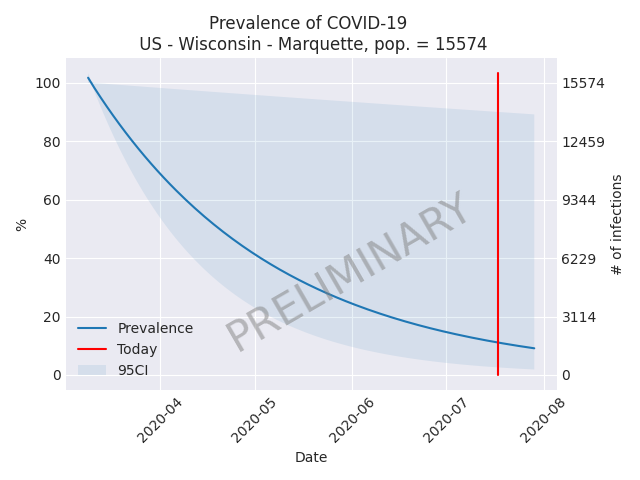 Prevalence of COVID-19
US - Wisconsin - Marquette, pop. = 15574
100
80
60
40
20
0
%
15574
12459
9344
6229
3114
0
# of infections
PRELIMINARY
Prevalence
Today
95CI
2020-04
2020-05
2020-06
2020-07
2020-08
Date